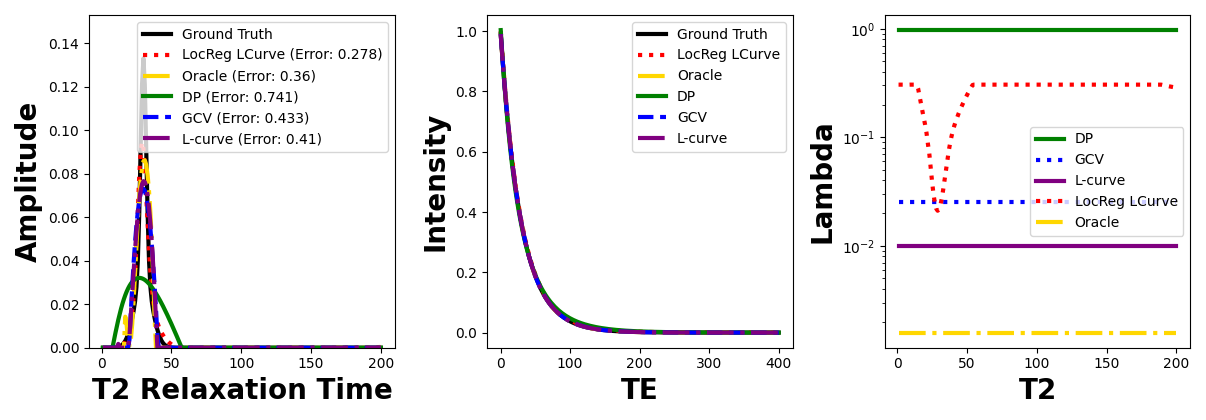 Amplitude
0.14
0.12
0.10
0.08
0.06
0.04
0.02
0.00
Ground Truth
LocReg LCurve (Error: 0.278)
Oracle (Error: 0.36)
DP (Error: 0.741)
GCV (Error: 0.433)
L-curve (Error: 0.41)
0
50
100
150
200
T2 Relaxation Time
Intensity
1.0
0.8
0.6
0.4
0.2
0.0
Ground Truth
LocReg LCurve
Oracle
DP
GCV
L-curve
0
100
200
300
400
TE
Lambda
10⁰
10⁻¹
10⁻²
DP
GCV
L-curve
LocReg LCurve
Oracle
0
50
100
150
200
T2